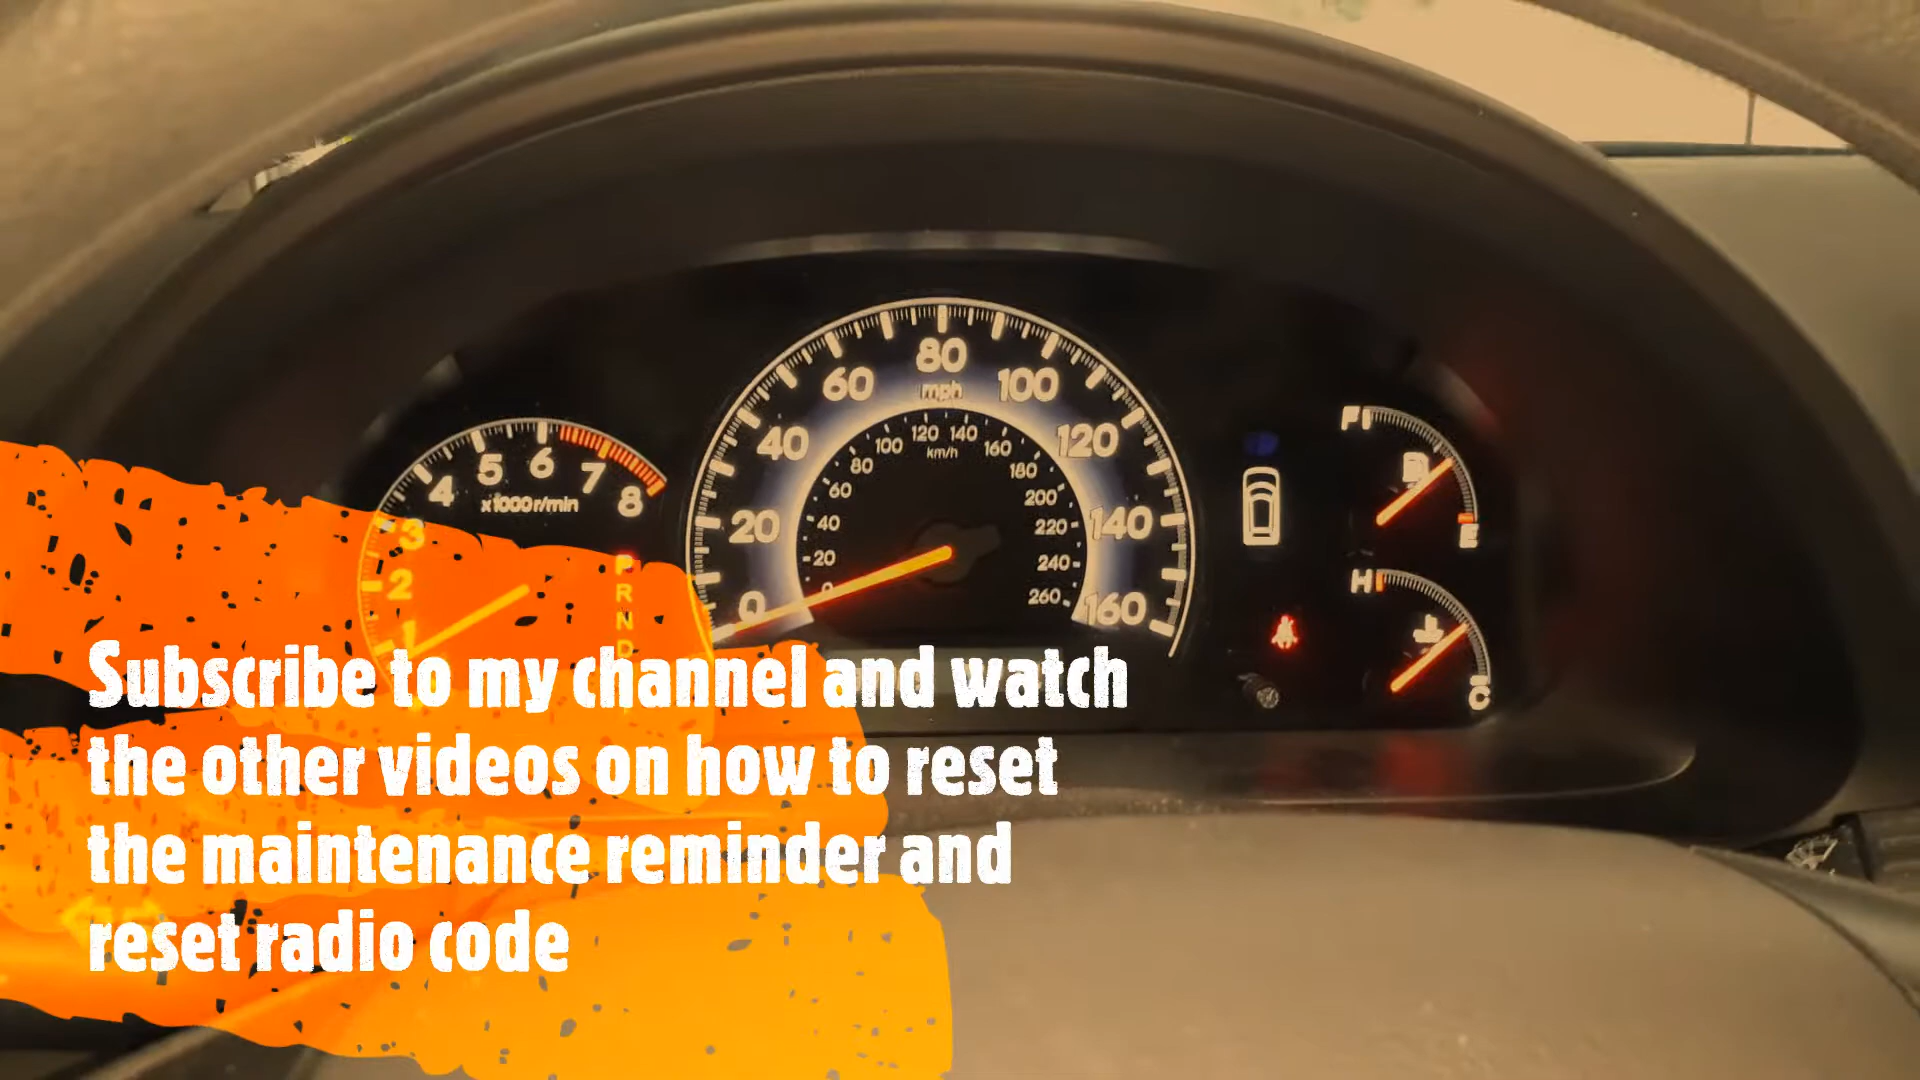 80
60
mph
100
40
120
100
120
140
160
km/h
80
180
60
200
20
40
220
140
20
240
0
0
260
160
5
6
4
7
x1000r/min
8
3
2
1
P
R
N
D
F
E
H
C
Subscribe to my channel and watch
the other videos on how to reset
the maintenance reminder and
reset radio code